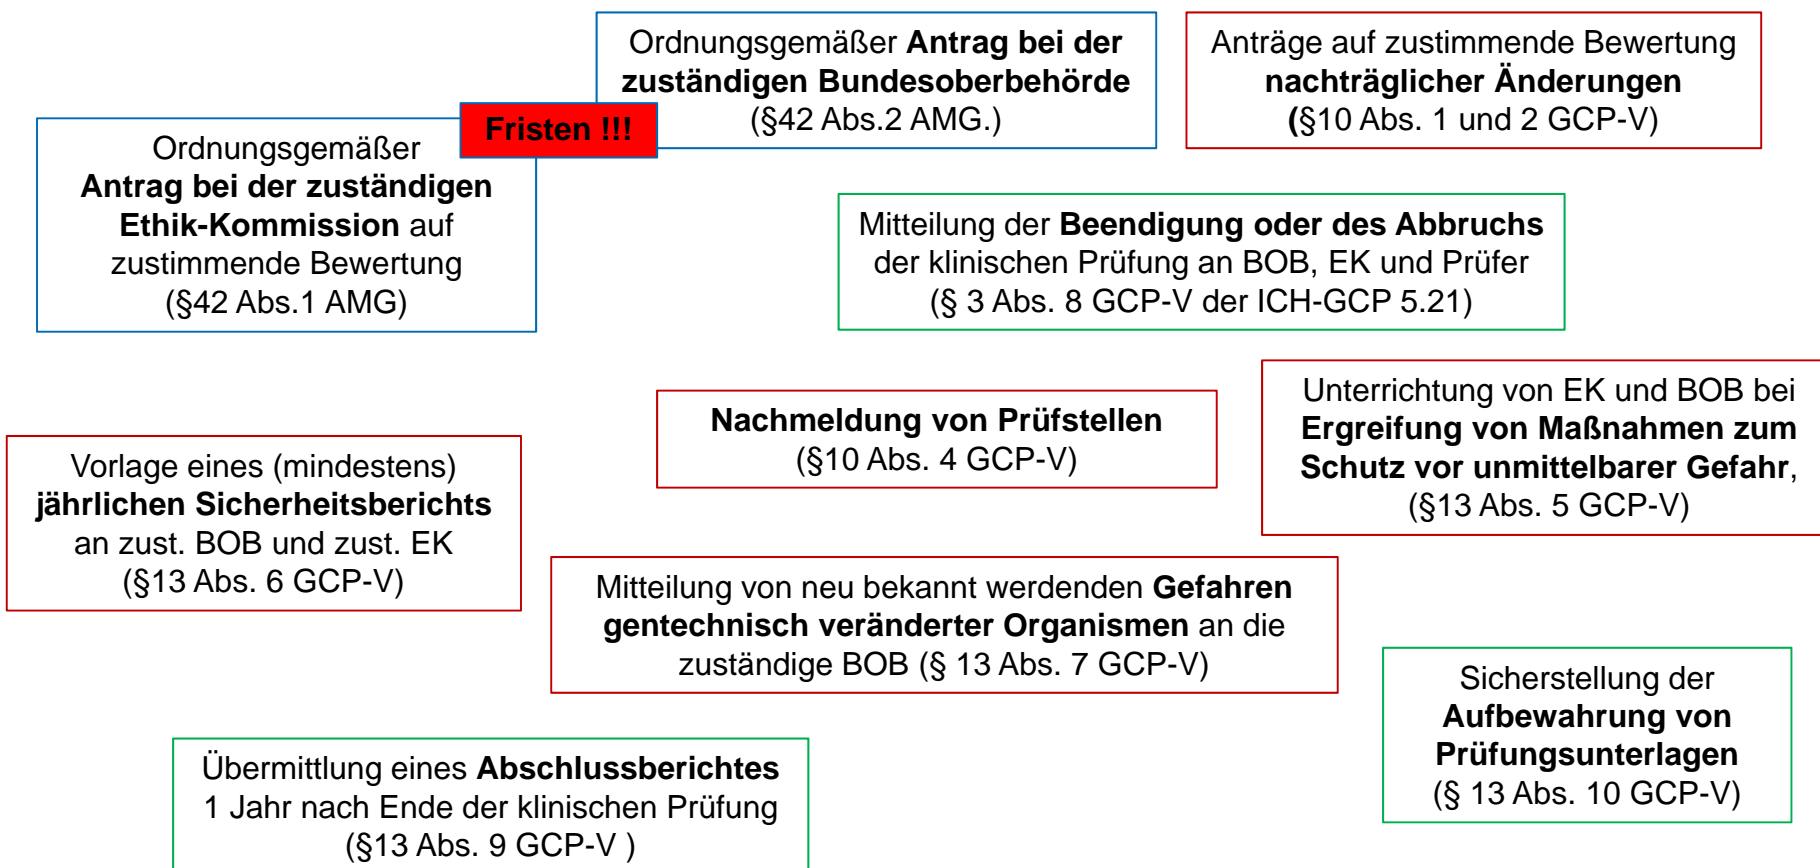 Ordnungsgemäßer Antrag bei der
zuständigen Bundesoberbehörde
(§42 Abs.2 AMG.)
Anträge auf zustimmende Bewertung
nachträglicher Änderungen
(§10 Abs. 1 und 2 GCP-V)
Fristen !!!
Ordnungsgemäßer
Antrag bei der zuständigen
Ethik-Kommission auf
zustimmende Bewertung
(§42 Abs.1 AMG)
Mitteilung der Beendigung oder des Abbruchs
der klinischen Prüfung an BOB, EK und Prüfer
(§ 3 Abs. 8 GCP-V der ICH-GCP 5.21)
Nachmeldung von Prüfstellen
(§10 Abs. 4 GCP-V)
Unterrichtung von EK und BOB bei
Ergreifung von Maßnahmen zum
Schutz vor unmittelbarer Gefahr,
(§13 Abs. 5 GCP-V)
Vorlage eines (mindestens)
jährlichen Sicherheitsberichts
an zust. BOB und zust. EK
(§13 Abs. 6 GCP-V)
Mitteilung von neu bekannt werdenden Gefahren
gentechnisch veränderter Organismen an die
zuständige BOB (§ 13 Abs. 7 GCP-V)
Sicherstellung der
Aufbewahrung von
Prüfungsunterlagen
(§ 13 Abs. 10 GCP-V)
Übermittlung eines Abschlussberichtes
1 Jahr nach Ende der klinischen Prüfung
(§13 Abs. 9 GCP-V )